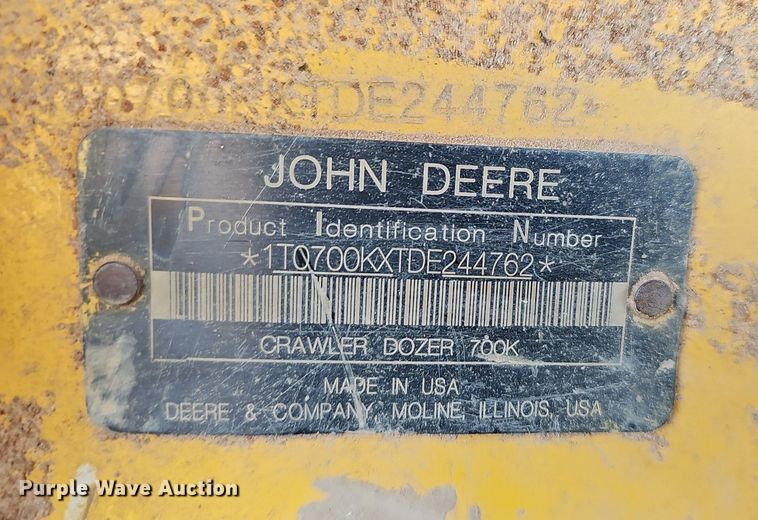 1T0700KXTDE244762*
JOHN DEERE
Product Identification Number
*1T0700KXTDE244762*
CRAWLER DOZER 700K
MADE IN USA
DEERE & COMPANY, MOLINE, ILLINOIS, USA
Purple Wave Auction